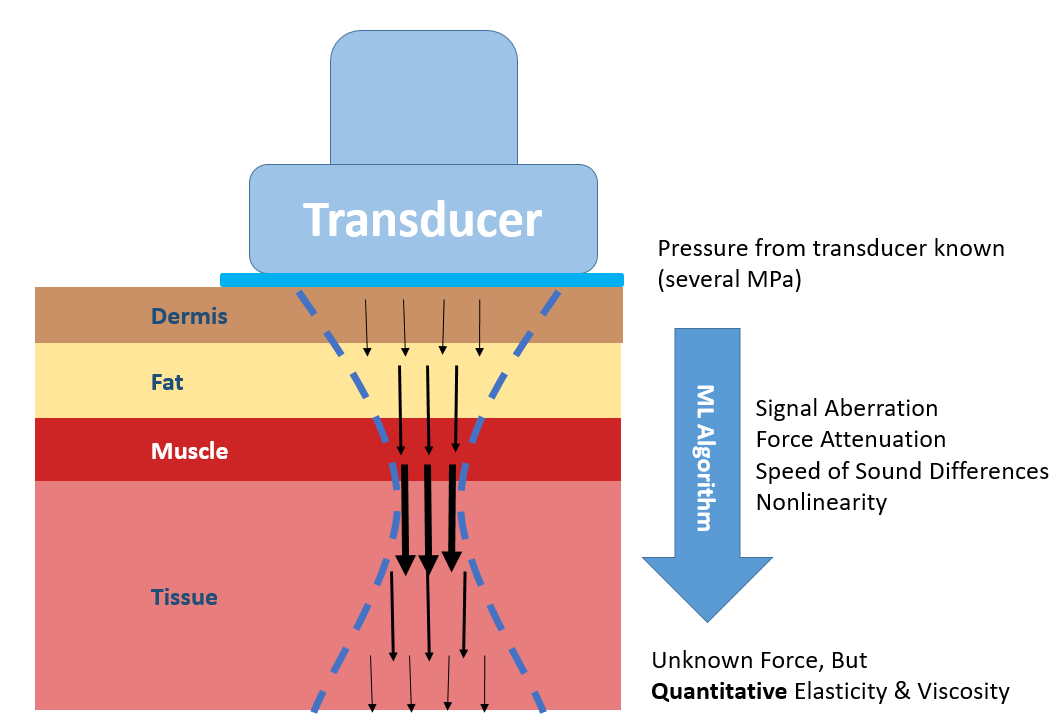 Transducer
Pressure from transducer known
(several MPa)
Dermis
Fat
Muscle
Tissue
ML Algorithm
Signal Aberration
Force Attenuation
Speed of Sound Differences
Nonlinearity
Unknown Force, But
Quantitative Elasticity & Viscosity